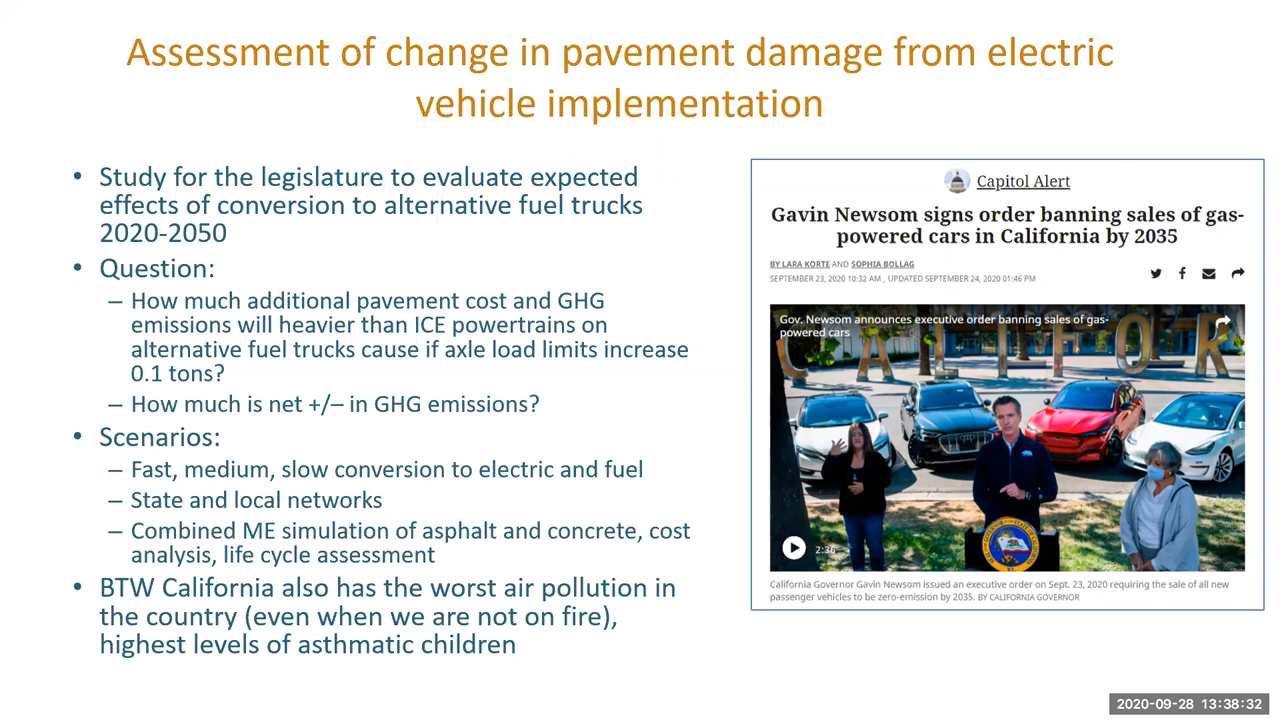 Assessment of change in pavement damage from electric
vehicle implementation
• Study for the legislature to evaluate expected
effects of conversion to alternative fuel trucks
2020-2050
• Question:
– How much additional pavement cost and GHG
emissions will heavier than ICE powertrains on
alternative fuel trucks cause if axle load limits increase
0.1 tons?
– How much is net +/– in GHG emissions?
• Scenarios:
– Fast, medium, slow conversion to electric and fuel
– State and local networks
– Combined ME simulation of asphalt and concrete, cost
analysis, life cycle assessment
• BTW California also has the worst air pollution in
the country (even when we are not on fire),
highest levels of asthmatic children
Capitol Alert
Gavin Newsom signs order banning sales of gas-
powered cars in California by 2035
BY LARA KORTE AND SOPHIA BOLLAG
SEPTEMBER 23, 2020 10:32 AM, UPDATED SEPTEMBER 24, 2020 01:46 PM
Gov. Newsom announces executive order banning sales of gas-
powered cars
CALIFOR
2:36
California Governor Gavin Newsom issued an executive order on Sept. 23, 2020 requiring the sale of all new
passenger vehicles to be zero-emission by 2035. BY CALIFORNIA GOVERNOR
2020-09-28 13:38:32